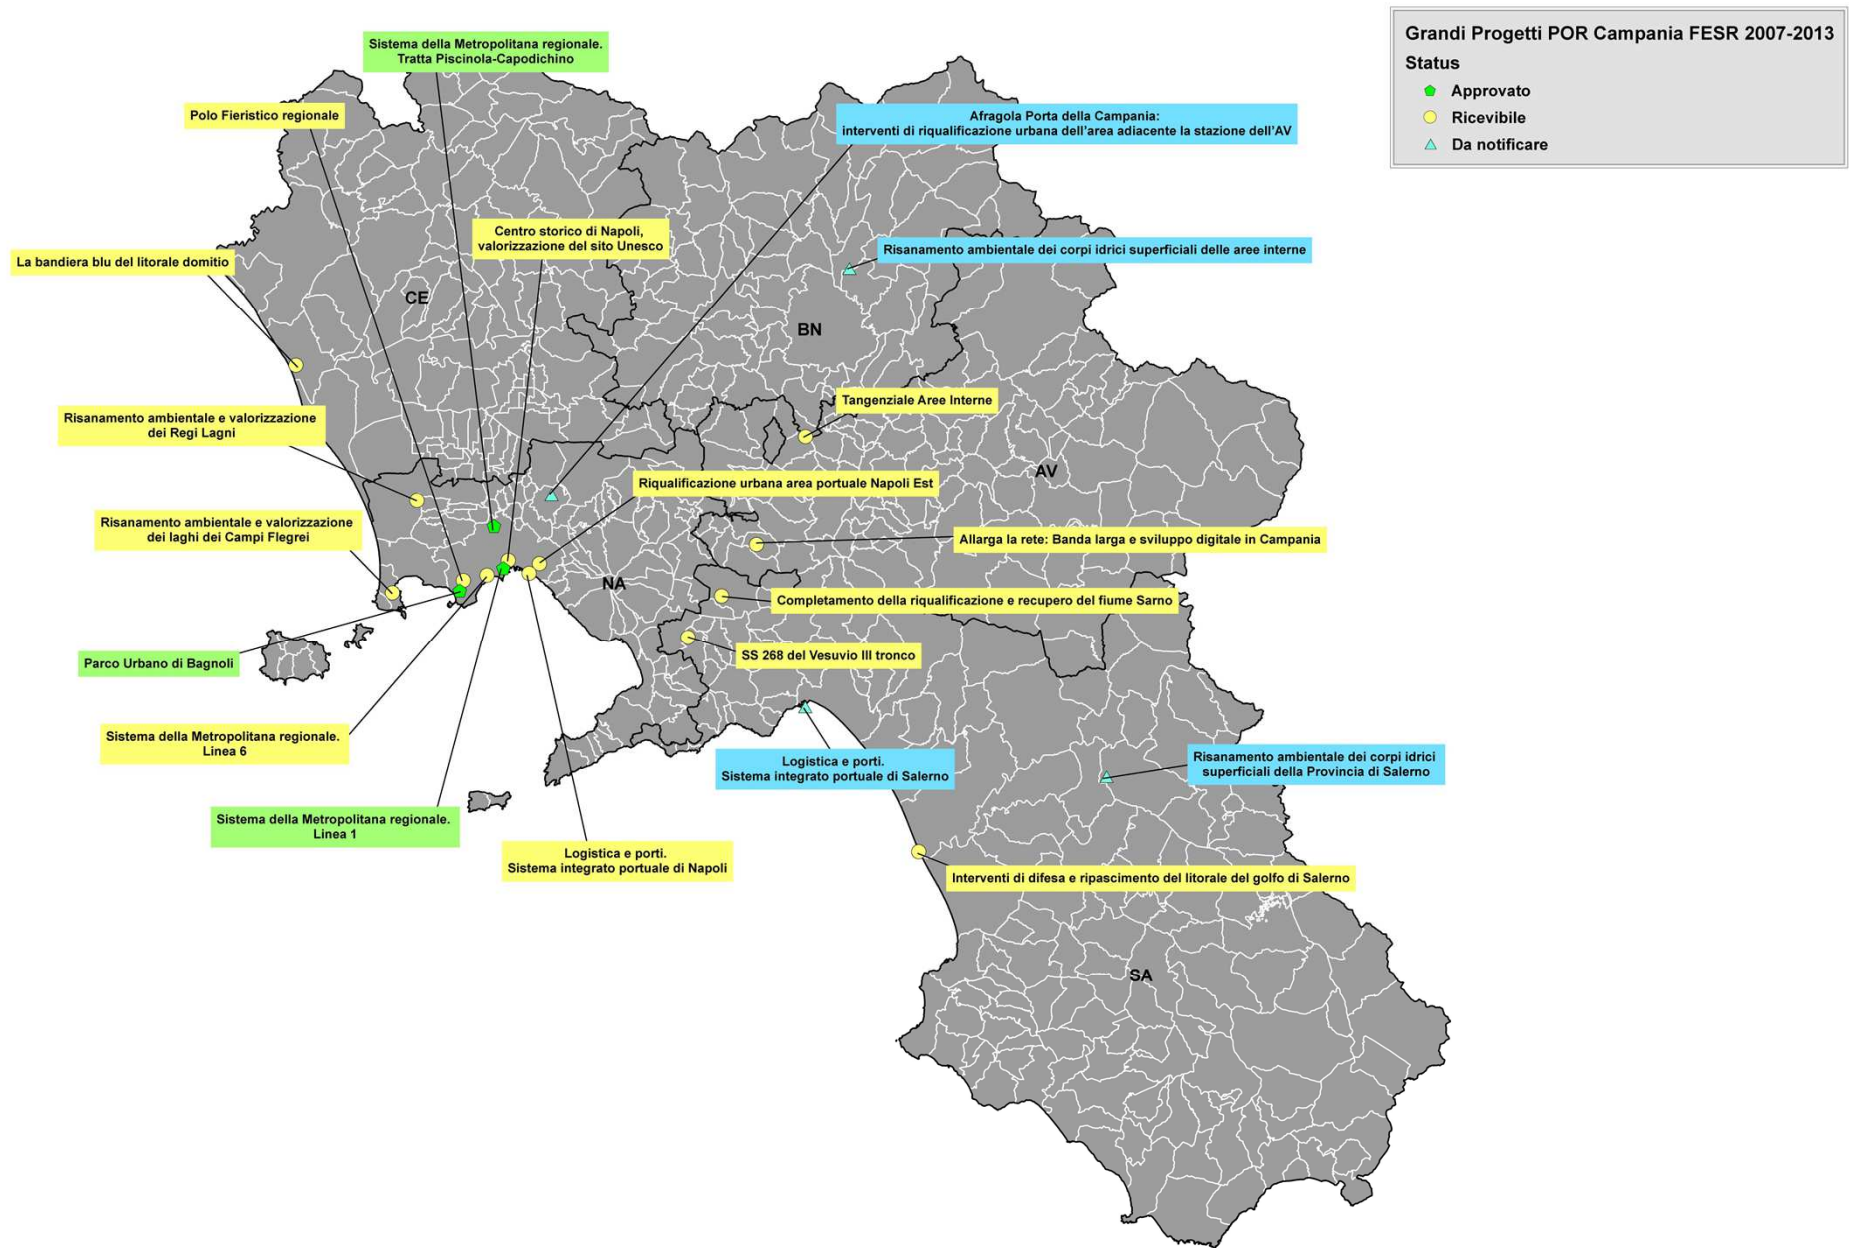 Grandi Progetti POR Campania FESR 2007-2013
Status
Approvato
Ricevibile
Da notificare
Sistema della Metropolitana regionale.
Tratta Piscinola-Capodichino
Polo Fieristico regionale
Afragola Porta della Campania:
interventi di riqualificazione urbana dell'area adiacente la stazione dell'AV
Centro storico di Napoli,
valorizzazione del sito Unesco
La bandiera blu del litorale domitio
Risanamento ambientale dei corpi idrici superficiali delle aree interne
CE
BN
Tangenziale Aree Interne
Risanamento ambientale e valorizzazione
dei Regi Lagni
AV
Riqualificazione urbana area portuale Napoli Est
Risanamento ambientale e valorizzazione
dei laghi dei Campi Flegrei
Allarga la rete: Banda larga e sviluppo digitale in Campania
NA
Completamento della riqualificazione e recupero del fiume Sarno
SS 268 del Vesuvio III tronco
Parco Urbano di Bagnoli
Sistema della Metropolitana regionale.
Linea 6
Logistica e porti.
Sistema integrato portuale di Salerno
Risanamento ambientale dei corpi idrici
superficiali della Provincia di Salerno
Sistema della Metropolitana regionale.
Linea 1
Logistica e porti.
Sistema integrato portuale di Napoli
Interventi di difesa e ripascimento del litorale del golfo di Salerno
SA